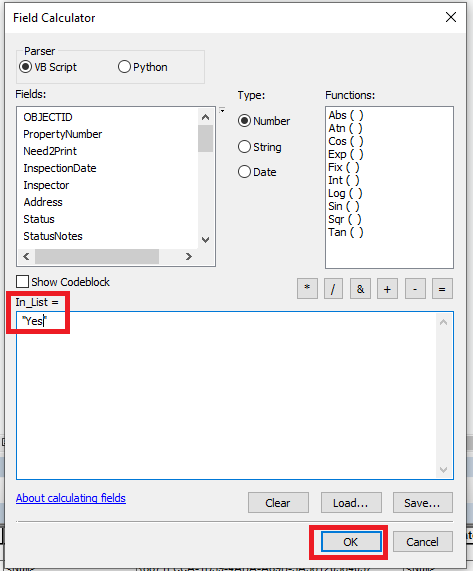 Field Calculator
Parser
VB Script
Python
Fields:
OBJECTID
PropertyNumber
Need2Print
InspectionDate
Inspector
Address
Status
StatusNotes
Type:
Number
String
Date
Functions:
Abs ( )
Atn ( )
Cos ( )
Exp ( )
Fix ( )
Int ( )
Log ( )
Sin ( )
Sqr ( )
Tan ( )
Show Codeblock
* / & + - =
In_List =
"Yes"
About calculating fields
Clear Load... Save...
OK Cancel